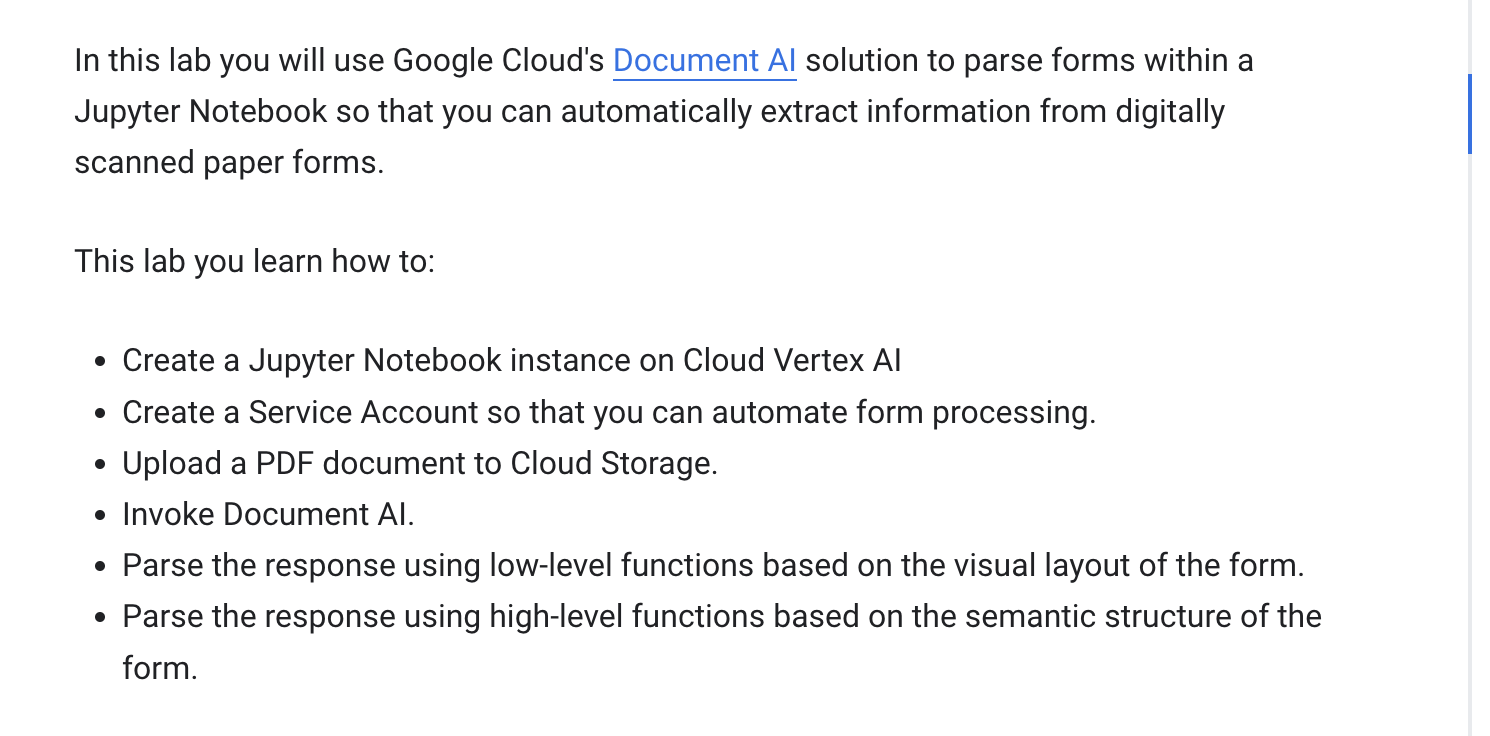 In this lab you will use Google Cloud's Document AI solution to parse forms within a
Jupyter Notebook so that you can automatically extract information from digitally
scanned paper forms.
This lab you learn how to:
• Create a Jupyter Notebook instance on Cloud Vertex AI
• Create a Service Account so that you can automate form processing.
• Upload a PDF document to Cloud Storage.
• Invoke Document AI.
• Parse the response using low-level functions based on the visual layout of the form.
• Parse the response using high-level functions based on the semantic structure of the
form.